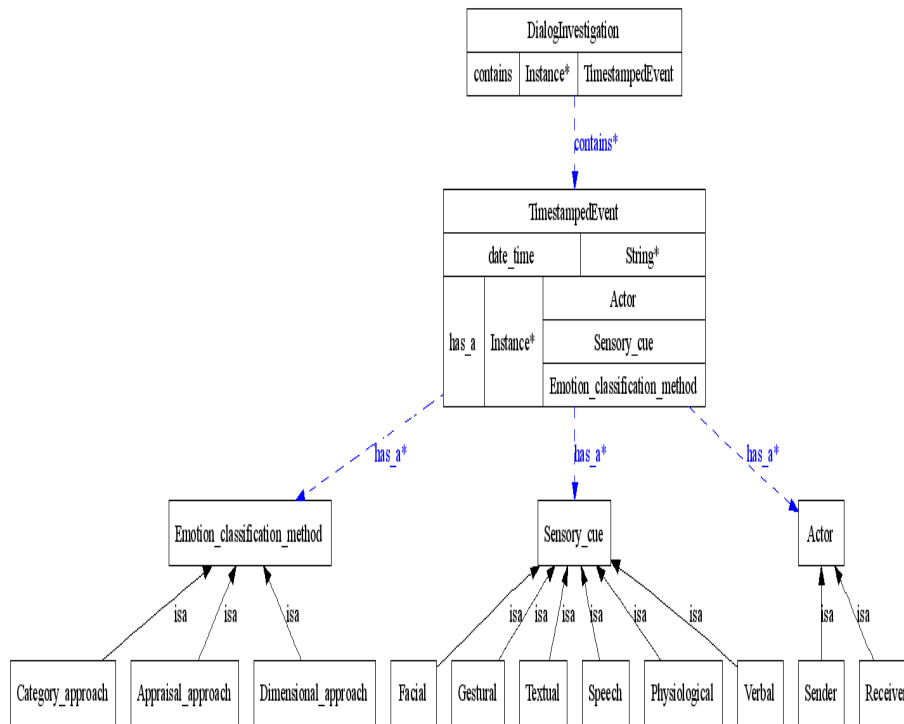 DialogInvestigation
contains Instance* TimestampedEvent
contains*
TimestampedEvent
date_time String*
has_a Instance* Actor
Sensory_cue
Emotion_classification_method
has_a* has_a* has_a*
Emotion_classification_method Sensory_cue Actor
isa isa isa isa isa isa isa isa isa isa isa
Category_approach Appraisal_approach Dimensional_approach Facial Gestural Textual Speech Physiological Verbal Sender Receiver